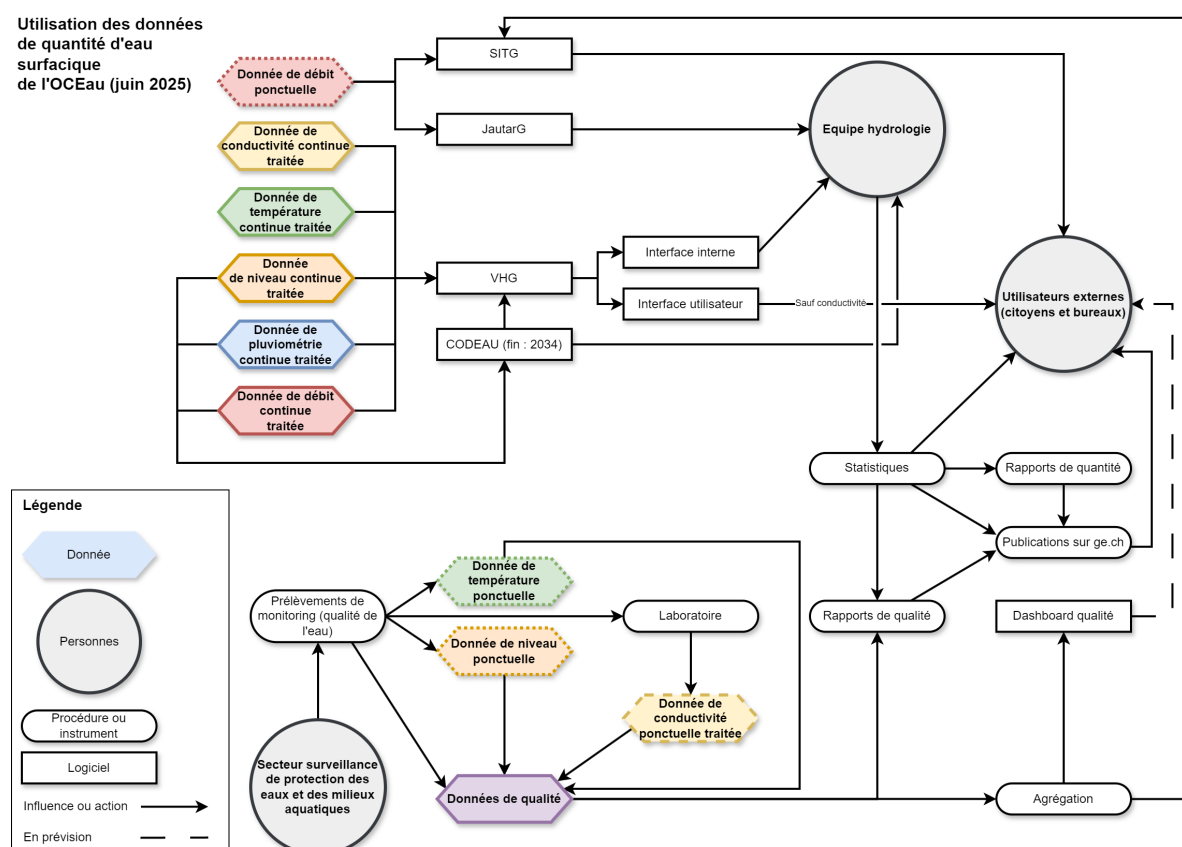 Utilisation des données
de quantité d'eau
surfacique
de l'OCEau (juin 2025)
Donnée de débit
ponctuelle
SITG
JautarG
Equipe hydrologie
Donnée de
conductivité continue
traitée
Donnée de
température
continue traitée
Donnée
de niveau continue
traitée
Donnée de
pluviométrie
continue traitée
Donnée de débit
continue
traitée
VHG
CODEAU (fin : 2034)
Interface interne
Interface utilisateur
Sauf conductivité
Utilisateurs externes
(citoyens et bureaux)
Statistiques
Rapports de quantité
Publications sur ge.ch
Rapports de qualité
Dashboard qualité
Agrégation
Légende
Donnée
Personnes
Procédure ou
instrument
Logiciel
Influence ou action
En prévision
Prélèvements de
monitoring (qualité de
l'eau)
Donnée de
température
ponctuelle
Donnée de niveau
ponctuelle
Laboratoire
Donnée de
conductivité
ponctuelle traitée
Secteur surveillance
de protection des
eaux et des milieux
aquatiques
Données de qualité